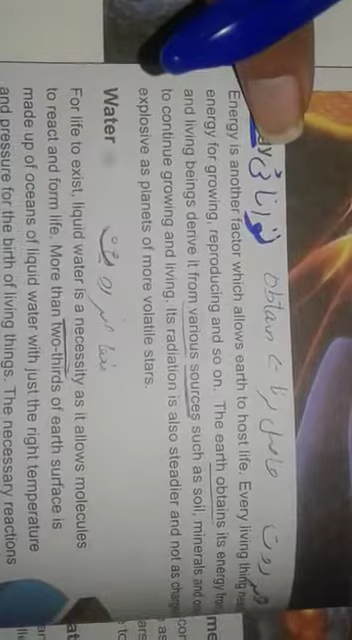 توانائی
obtain حاصل کرنا ضرورت
Energy is another factor which allows earth to host life. Every living thing
energy for growing, reproducing and so on. The earth obtains its energy
and living beings derive it from various sources such as soil, minerals and
to continue growing and living. Its radiation is also steadier and not as
explosive as planets of more volatile stars.
Water
For life to exist, liquid water is a necessity as it allows molecules
to react and form life. More than two-thirds of earth surface is
made up of oceans of liquid water with just the right temperature
and pressure for the birth of living things. The necessary reactions